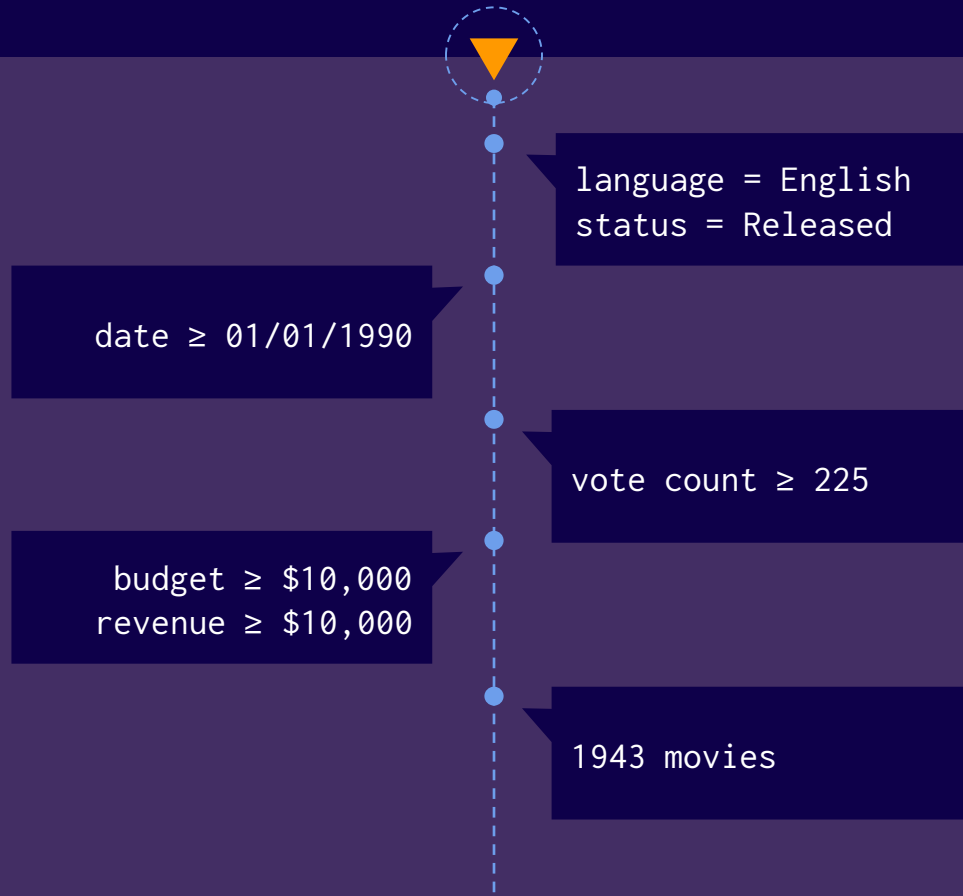 language = English
status = Released
date ≥ 01/01/1990
vote count ≥ 225
budget ≥ $10,000
revenue ≥ $10,000
1943 movies